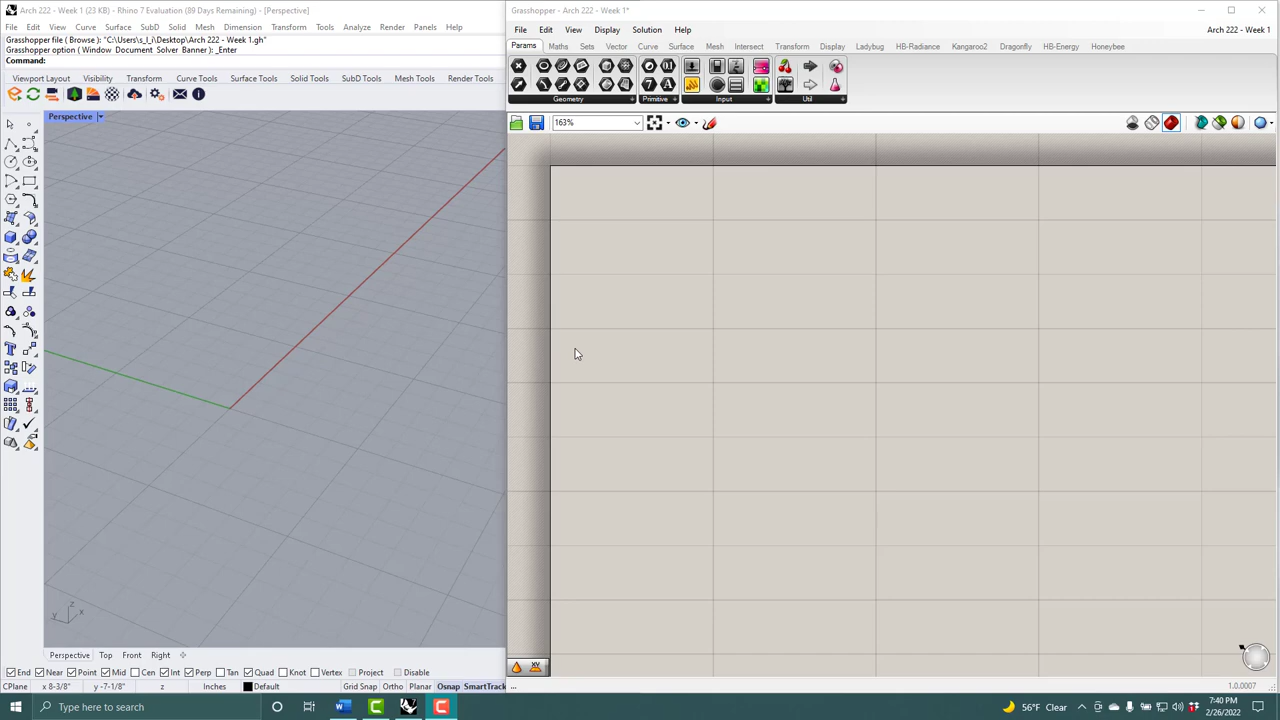 Arch 222 - Week 1 (23 KB) - Rhino 7 Evaluation (89 Days Remaining) - [Perspective]
File Edit View Curve Surface SubD Solid Mesh Dimension Transform Tools Analyze Render Panels Help
Grasshopper file ( Browse ): "C:\Users\s_l_i\Desktop\Arch 222 - Week 1.gh"
Grasshopper option ( Window Document Solver Banner): _Enter
Command:
Viewport Layout Visibility Transform Curve Tools Surface Tools Solid Tools SubD Tools Mesh Tools Render Tools
Perspective
z
y
x
Perspective Top Front Right
End Near Point Mid Cen Int Perp Tan Quad Knot Vertex Project Disable
CPlane x 8-3/8" y -7-1/8" z Inches Default Grid Snap Ortho Planar Osnap SmartTrack
Grasshopper - Arch 222 - Week 1*
File Edit View Display Solution Help Arch 222 - Week 1
Params Maths Sets Vector Curve Surface Mesh Intersect Transform Display Ladybug HB-Radiance Kangaroo2 Dragonfly HB-Energy Honeybee
Geometry Primitive Input Util
163%
XY
... 1.0.0007
Type here to search
56°F Clear
7:40 PM
2/26/2022